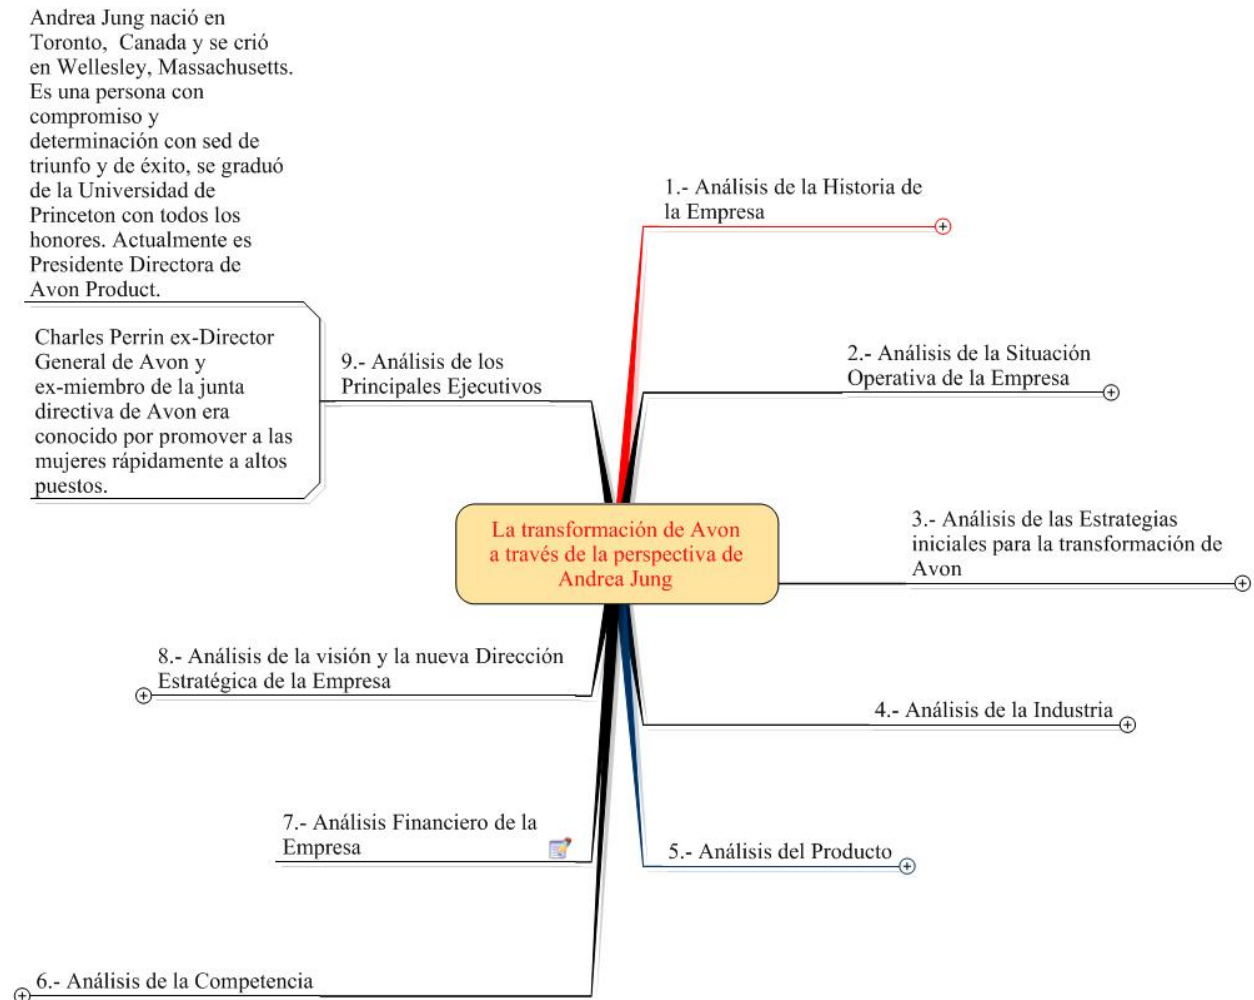 Andrea Jung nació en
Toronto,  Canada y se crió
en Wellesley, Massachusetts.
Es una persona con
compromiso y
determinación con sed de
triunfo y de éxito, se graduó
de la Universidad de
Princeton con todos los
honores. Actualmente es
Presidente Directora de
Avon Product.
Charles Perrin ex-Director
General de Avon y
ex-miembro de la junta
directiva de Avon era
conocido por promover a las
mujeres rápidamente a altos
puestos.
9.- Análisis de los
Principales Ejecutivos
1.- Análisis de la Historia de
la Empresa
2.- Análisis de la Situación
Operativa de la Empresa
La transformación de Avon
a través de la perspectiva de
Andrea Jung
3.- Análisis de las Estrategias
iniciales para la transformación de
Avon
8.- Análisis de la visión y la nueva Dirección
Estratégica de la Empresa
4.- Análisis de la Industria
7.- Análisis Financiero de la
Empresa
5.- Análisis del Producto
6.- Análisis de la Competencia